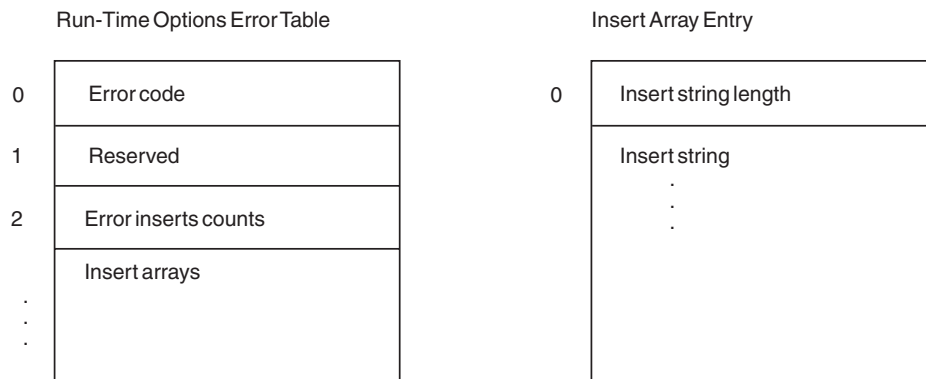 Run-Time Options Error Table
0 Error code
1 Reserved
2 Error inserts counts
Insert arrays
.
.
.
Insert Array Entry
0 Insert string length
Insert string
.
.
.